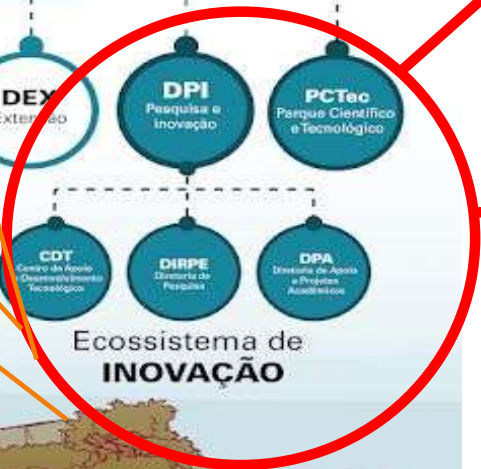 DEX
Extensão
DPI
Pesquisa e
inovação
PCTec
Parque Científico
e Tecnológico
CDT
Centro de Apoio
Desenvolvimento
Tecnológico
DIRPE
Diretoria de
Pesquisa
DPA
Diretoria de Apoio
e Projetos
Acadêmicos
Ecossistema de
INOVAÇÃO